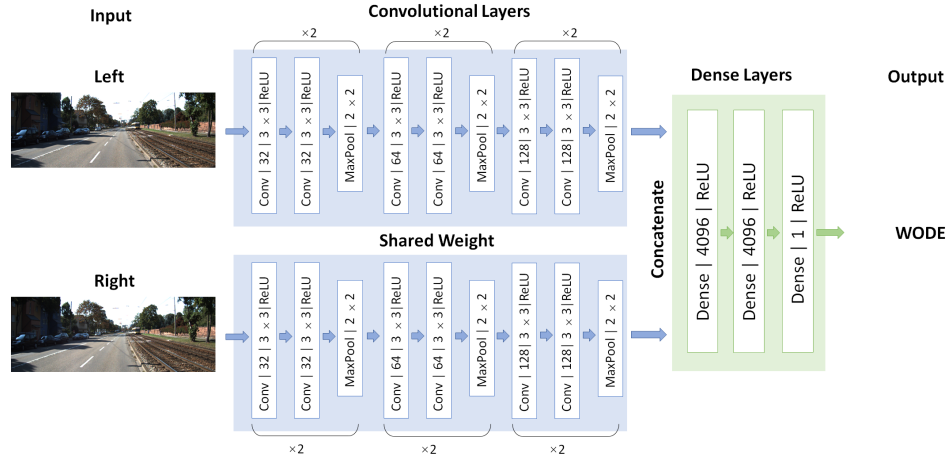 Input
Convolutional Layers
×2
×2
×2
Left
Conv | 32 | 3 × 3|ReLU
Conv | 32 | 3 × 3|ReLU
MaxPool | 2 × 2
Conv | 64 | 3 × 3|ReLU
Conv | 64 | 3 × 3|ReLU
MaxPool | 2 × 2
Conv | 128| 3 × 3|ReLU
Conv | 128| 3 × 3|ReLU
MaxPool | 2 × 2
Dense Layers
Output
Concatenate
Dense | 4096 | ReLU
Dense | 4096 | ReLU
Dense | 1 | ReLU
WODE
Shared Weight
Right
Conv | 32| 3 × 3|ReLU
Conv | 32| 3 × 3|ReLU
MaxPool | 2 × 2
Conv | 64 | 3 × 3|ReLU
Conv | 64 | 3 × 3|ReLU
MaxPool | 2 × 2
Conv | 128| 3 × 3|ReLU
Conv | 128| 3 × 3|ReLU
MaxPool | 2 × 2
×2
×2
×2